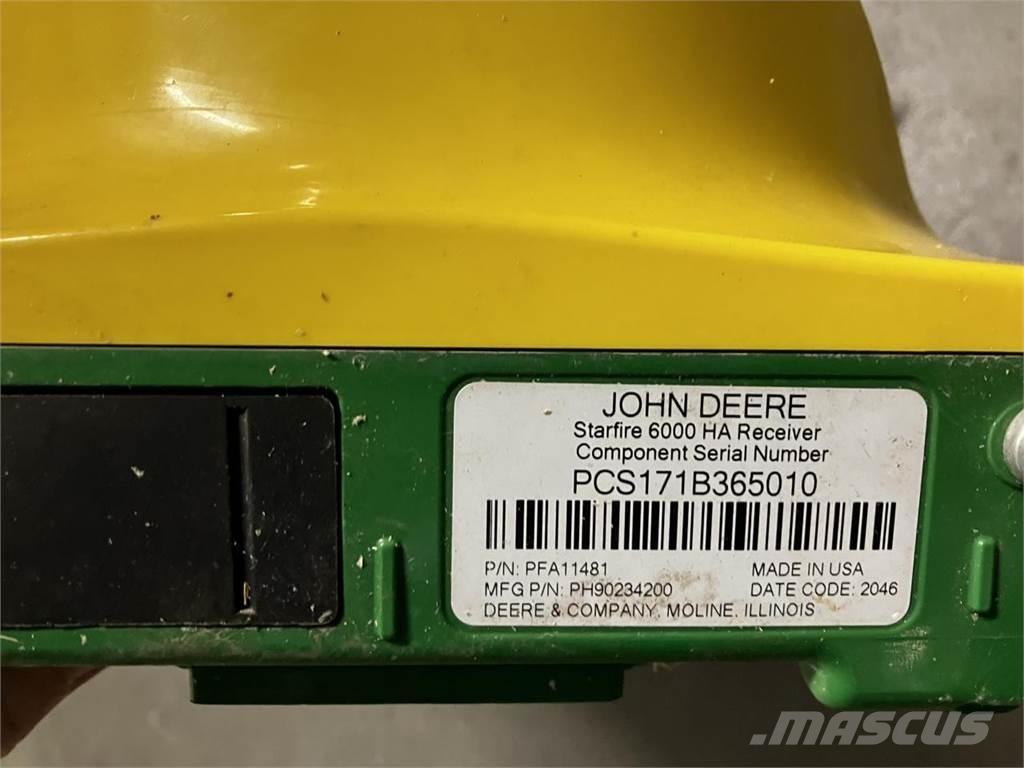 JOHN DEERE
Starfire 6000 HA Receiver
Component Serial Number
PCS171B365010
P/N: PFA11481 MADE IN USA
MFG P/N: PH90234200 DATE CODE: 2046
DEERE & COMPANY, MOLINE, ILLINOIS
MASCUS